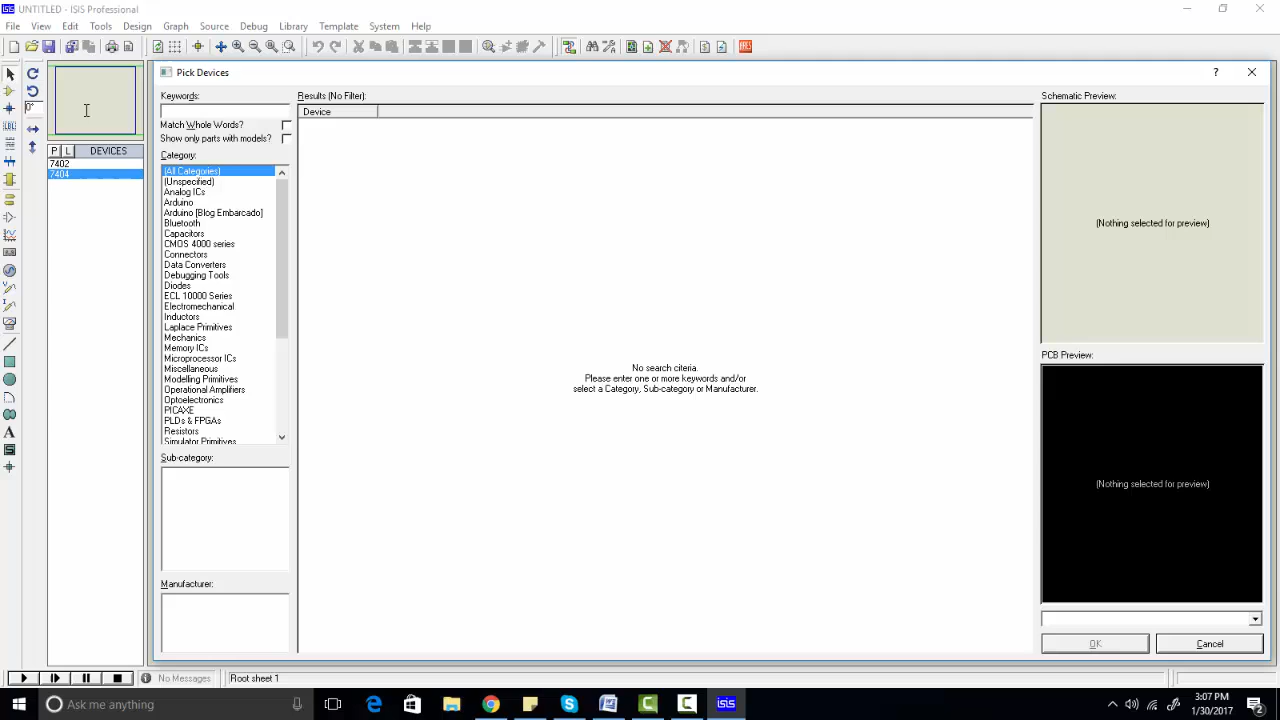 UNTITLED - ISIS Professional
File View Edit Tools Design Graph Source Debug Library Template System Help
Pick Devices
?
Keywords:
Results (No Filter):
Schematic Preview:
Device
Match Whole Words?
Show only parts with models?
Category:
(All Categories)
(Unspecified)
Analog ICs
Arduino
Arduino [Blog Embarcado]
Bluetooth
Capacitors
CMOS 4000 series
Connectors
Data Converters
Debugging Tools
Diodes
ECL 10000 Series
Electromechanical
Inductors
Laplace Primitives
Mechanics
Memory ICs
Microprocessor ICs
Miscellaneous
Modelling Primitives
Operational Amplifiers
Optoelectronics
PICAXE
PLDs & FPGAs
Resistors
Simulator Primitives
Sub-category:
Manufacturer:
P L DEVICES
7402
7404
0°
No search criteria.
Please enter one or more keywords and/or
select a Category, Sub-category or Manufacturer.
(Nothing selected for preview)
PCB Preview:
(Nothing selected for preview)
OK
Cancel
No Messages
Root sheet 1
Ask me anything
3:07 PM
1/30/2017